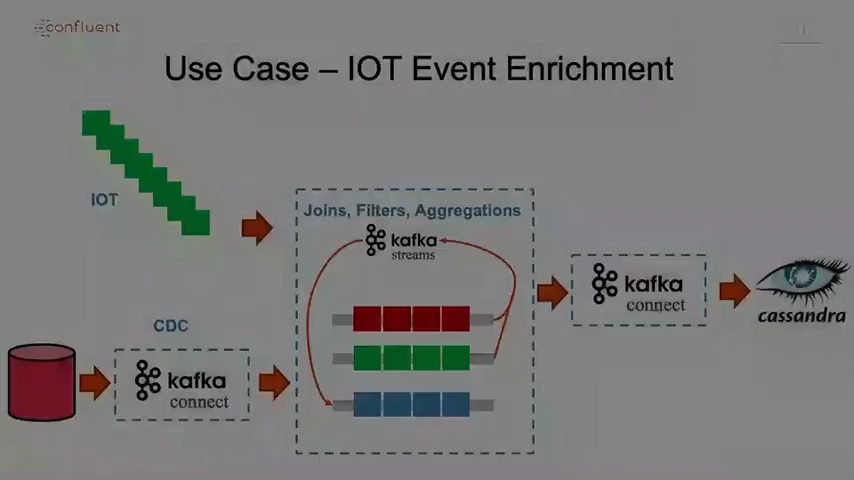 confluent
Use Case – IOT Event Enrichment
IOT
Joins, Filters, Aggregations
kafka
streams
kafka
connect
cassandra
CDC
kafka
connect